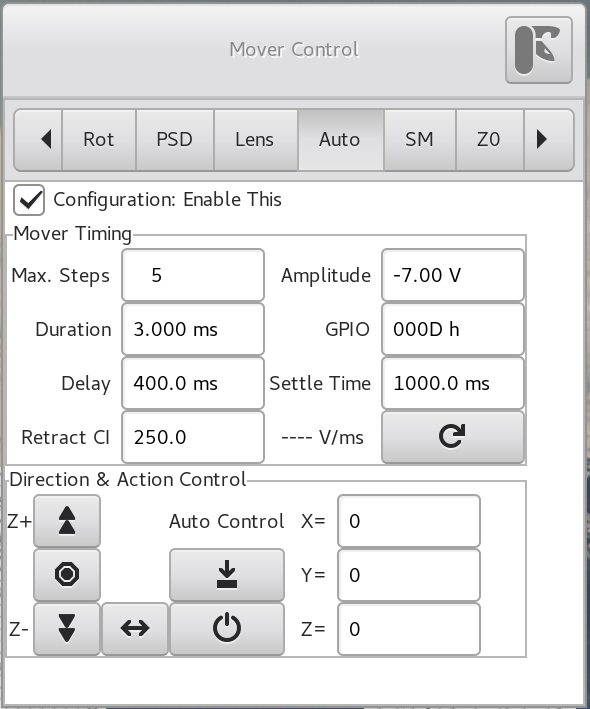 Mover Control
Rot PSD Lens Auto SM Z0
Configuration: Enable This
Mover Timing
Max. Steps 5 Amplitude -7.00 V
Duration 3.000 ms GPIO 000D h
Delay 400.0 ms Settle Time 1000.0 ms
Retract CI 250.0 ---- V/ms
Direction & Action Control
Z+ Auto Control X= 0
Y= 0
Z- Z= 0